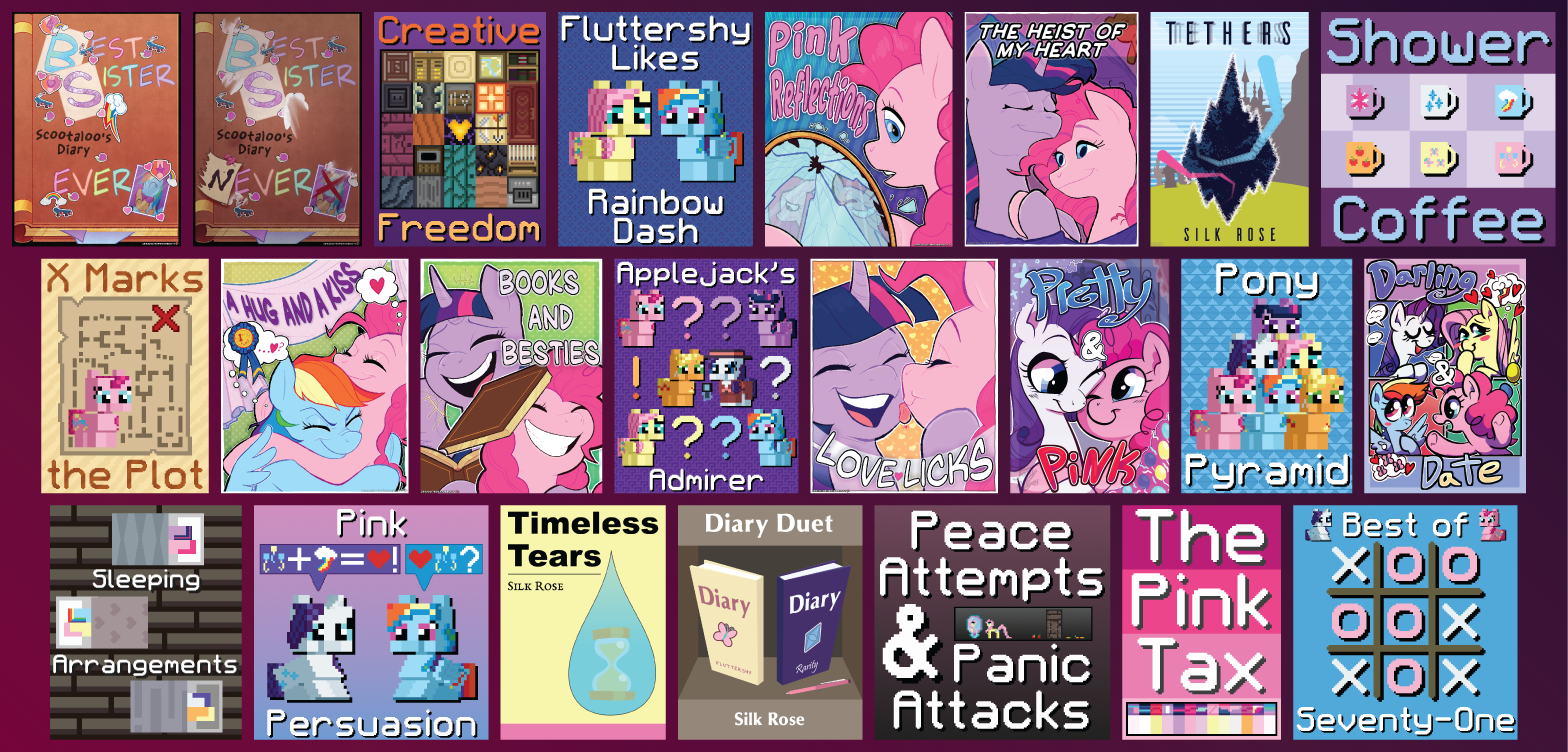 BEST
SISTER
Scootaloo's
Diary
EVER
BEST
SISTER
Scootaloo's
Diary
NEVER
Creative
Freedom
Fluttershy
Likes
Rainbow
Dash
Pink
Reflections
THE HEIST OF
MY HEART
TETHERS
SILK ROSE
Shower
Coffee
X Marks
the Plot
A HUG AND A KISS
1
BOOKS
AND
BESTIES
Applejack's
? ?
! ?
? ?
Admirer
LOVE LICKS
Pretty
&
PiNK
Pony
Pyramid
Darling
&
Date
Sleeping
Arrangements
Pink
+ = !
?
Persuasion
Timeless
Tears
SILK ROSE
Diary Duet
Diary
FLUTTERSHY
Diary
Rarity
Silk Rose
Peace
Attempts
&
Panic
Attacks
The
Pink
Tax
Best of
X O O
O O X
X O X
Seventy-One